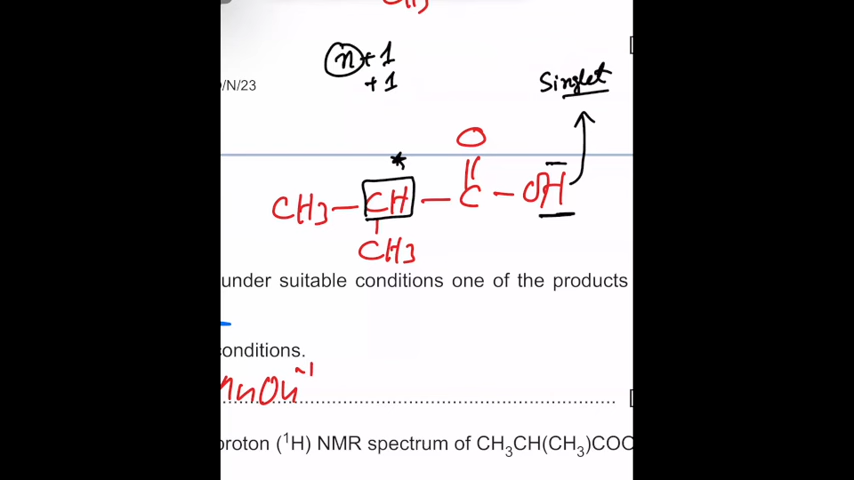 CH3
n+1
+1
/N/23
Singlet
O
||
CH3 — CH — C — OH
CH3
under suitable conditions one of the products
onditions.
proton (¹H) NMR spectrum of CH₃CH(CH₃)COO